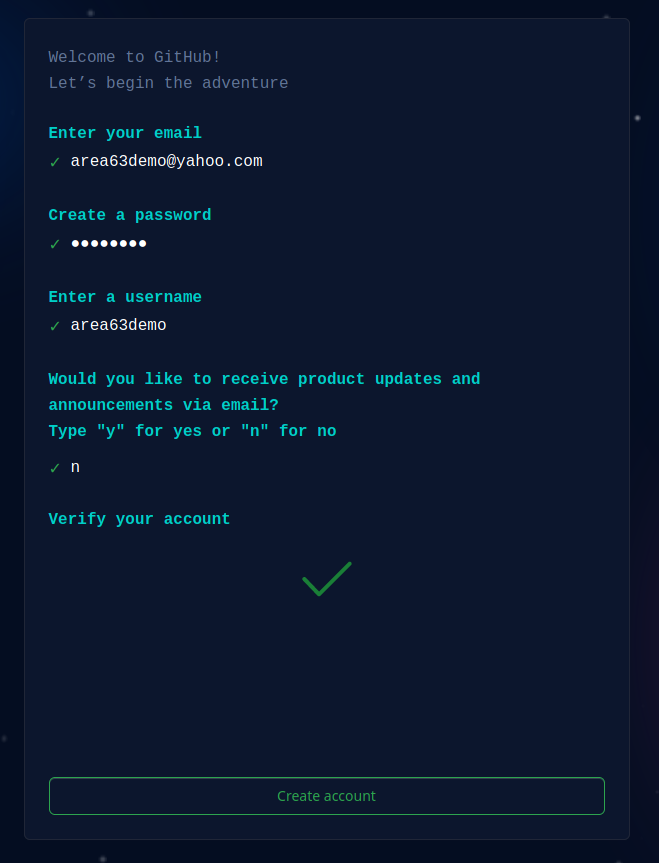 Welcome to GitHub!
Let’s begin the adventure
Enter your email
✓ area63demo@yahoo.com
Create a password
✓ ●●●●●●●●
Enter a username
✓ area63demo
Would you like to receive product updates and
announcements via email?
Type "y" for yes or "n" for no
✓ n
Verify your account
Create account